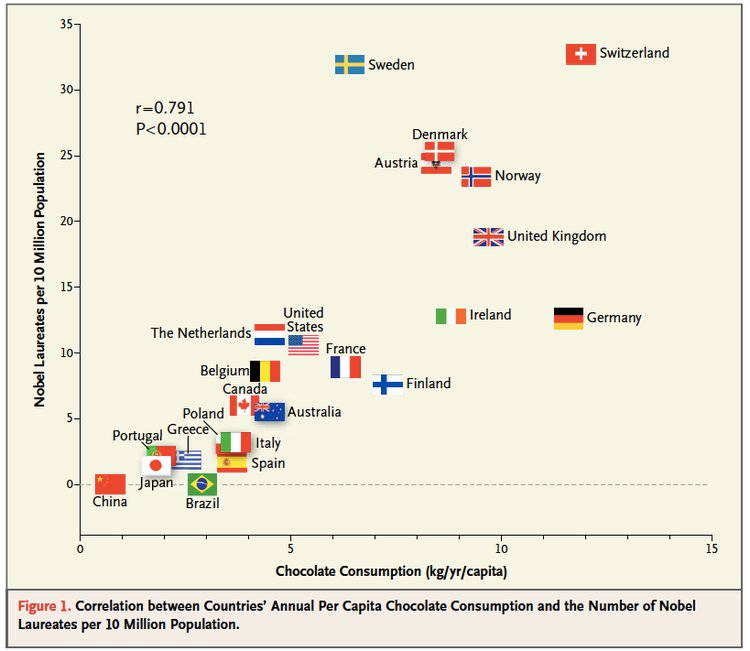 35
30
25
20
15
10
5
0
Nobel Laureates per 10 Million Population
r=0.791
P<0.0001
Sweden
Switzerland
Denmark
Austria
Norway
United Kingdom
Ireland
Germany
United
States
The Netherlands
France
Belgium
Finland
Canada
Australia
Poland
Portugal
Greece
Italy
Spain
Japan
China
Brazil
0
5
10
15
Chocolate Consumption (kg/yr/capita)
Figure 1. Correlation between Countries' Annual Per Capita Chocolate Consumption and the Number of Nobel
Laureates per 10 Million Population.